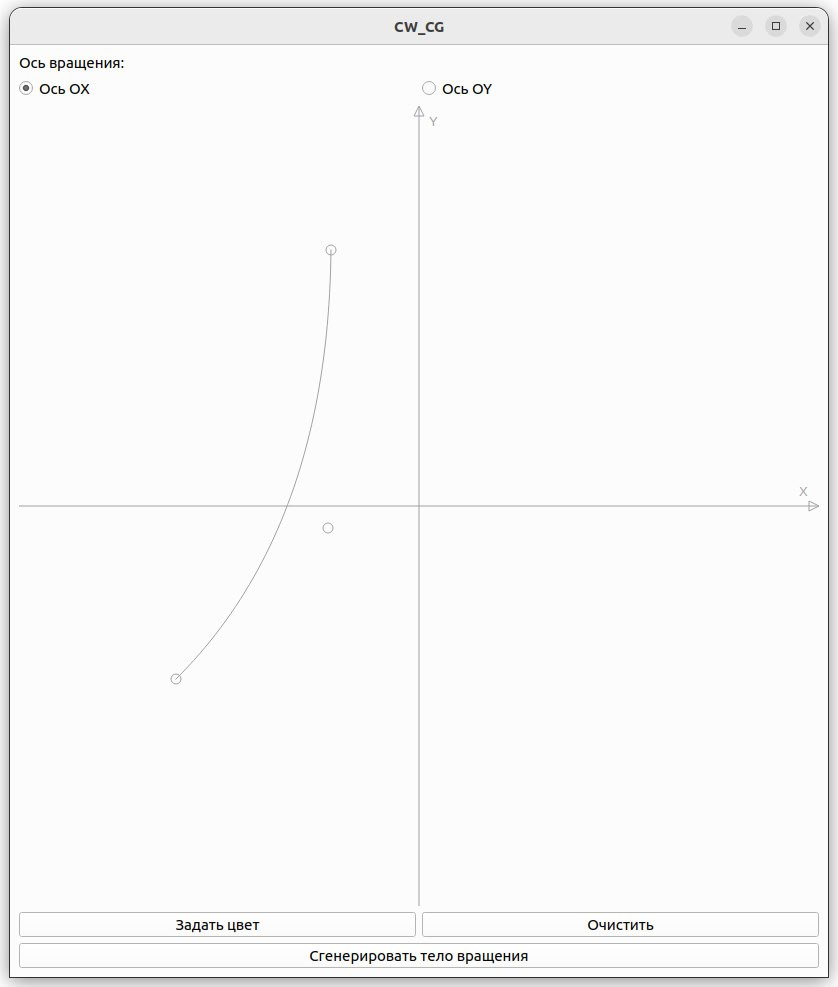 CW_CG
Ось вращения:
Ось OX
Ось OY
Y
X
Задать цвет
Очистить
Сгенерировать тело вращения